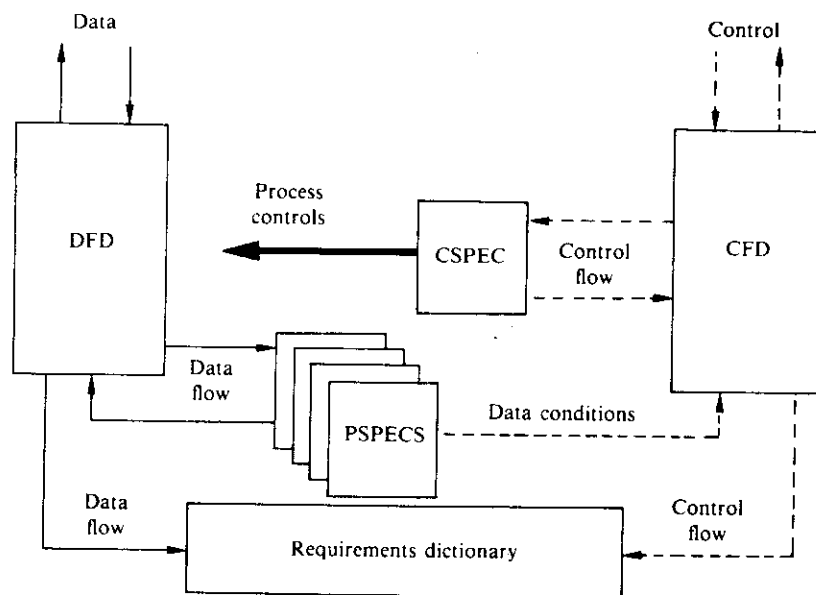 Data
Control
Process
controls
DFD
CSPEC
CFD
Control
flow
Data
flow
PSPECS
Data conditions
Data
flow
Control
flow
Requirements dictionary